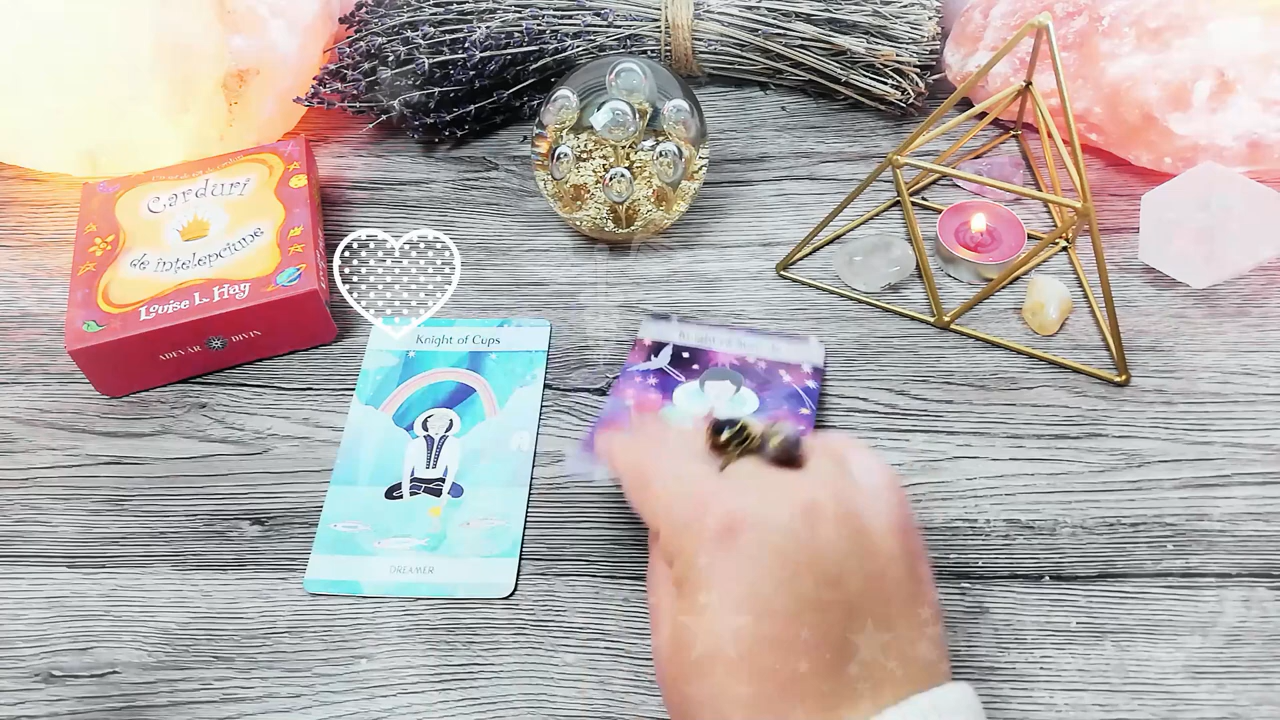 Carduri
de înțelepciune
Louise L. Hay
ADEVĂR DIVIN
Knight of Cups
DREAMER